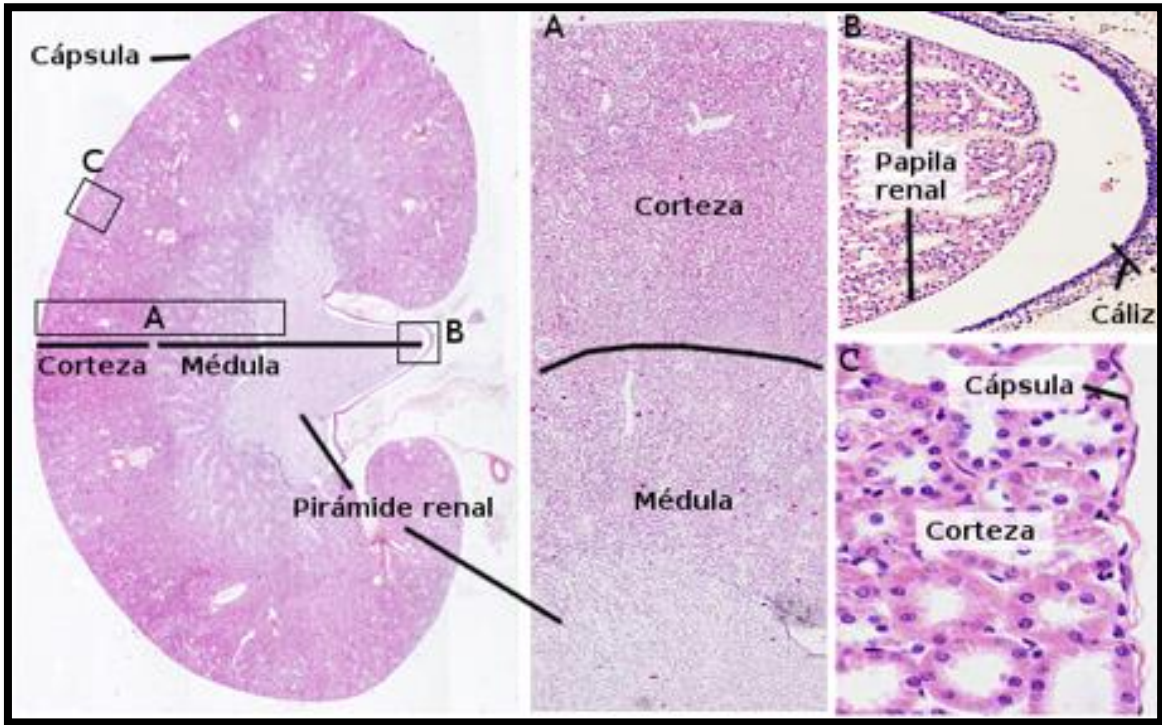 Cápsula
C
A
B
Corteza
Médula
Pirámide renal
A
Corteza
Médula
B
Papila
renal
Cáliz
C
Cápsula
Corteza